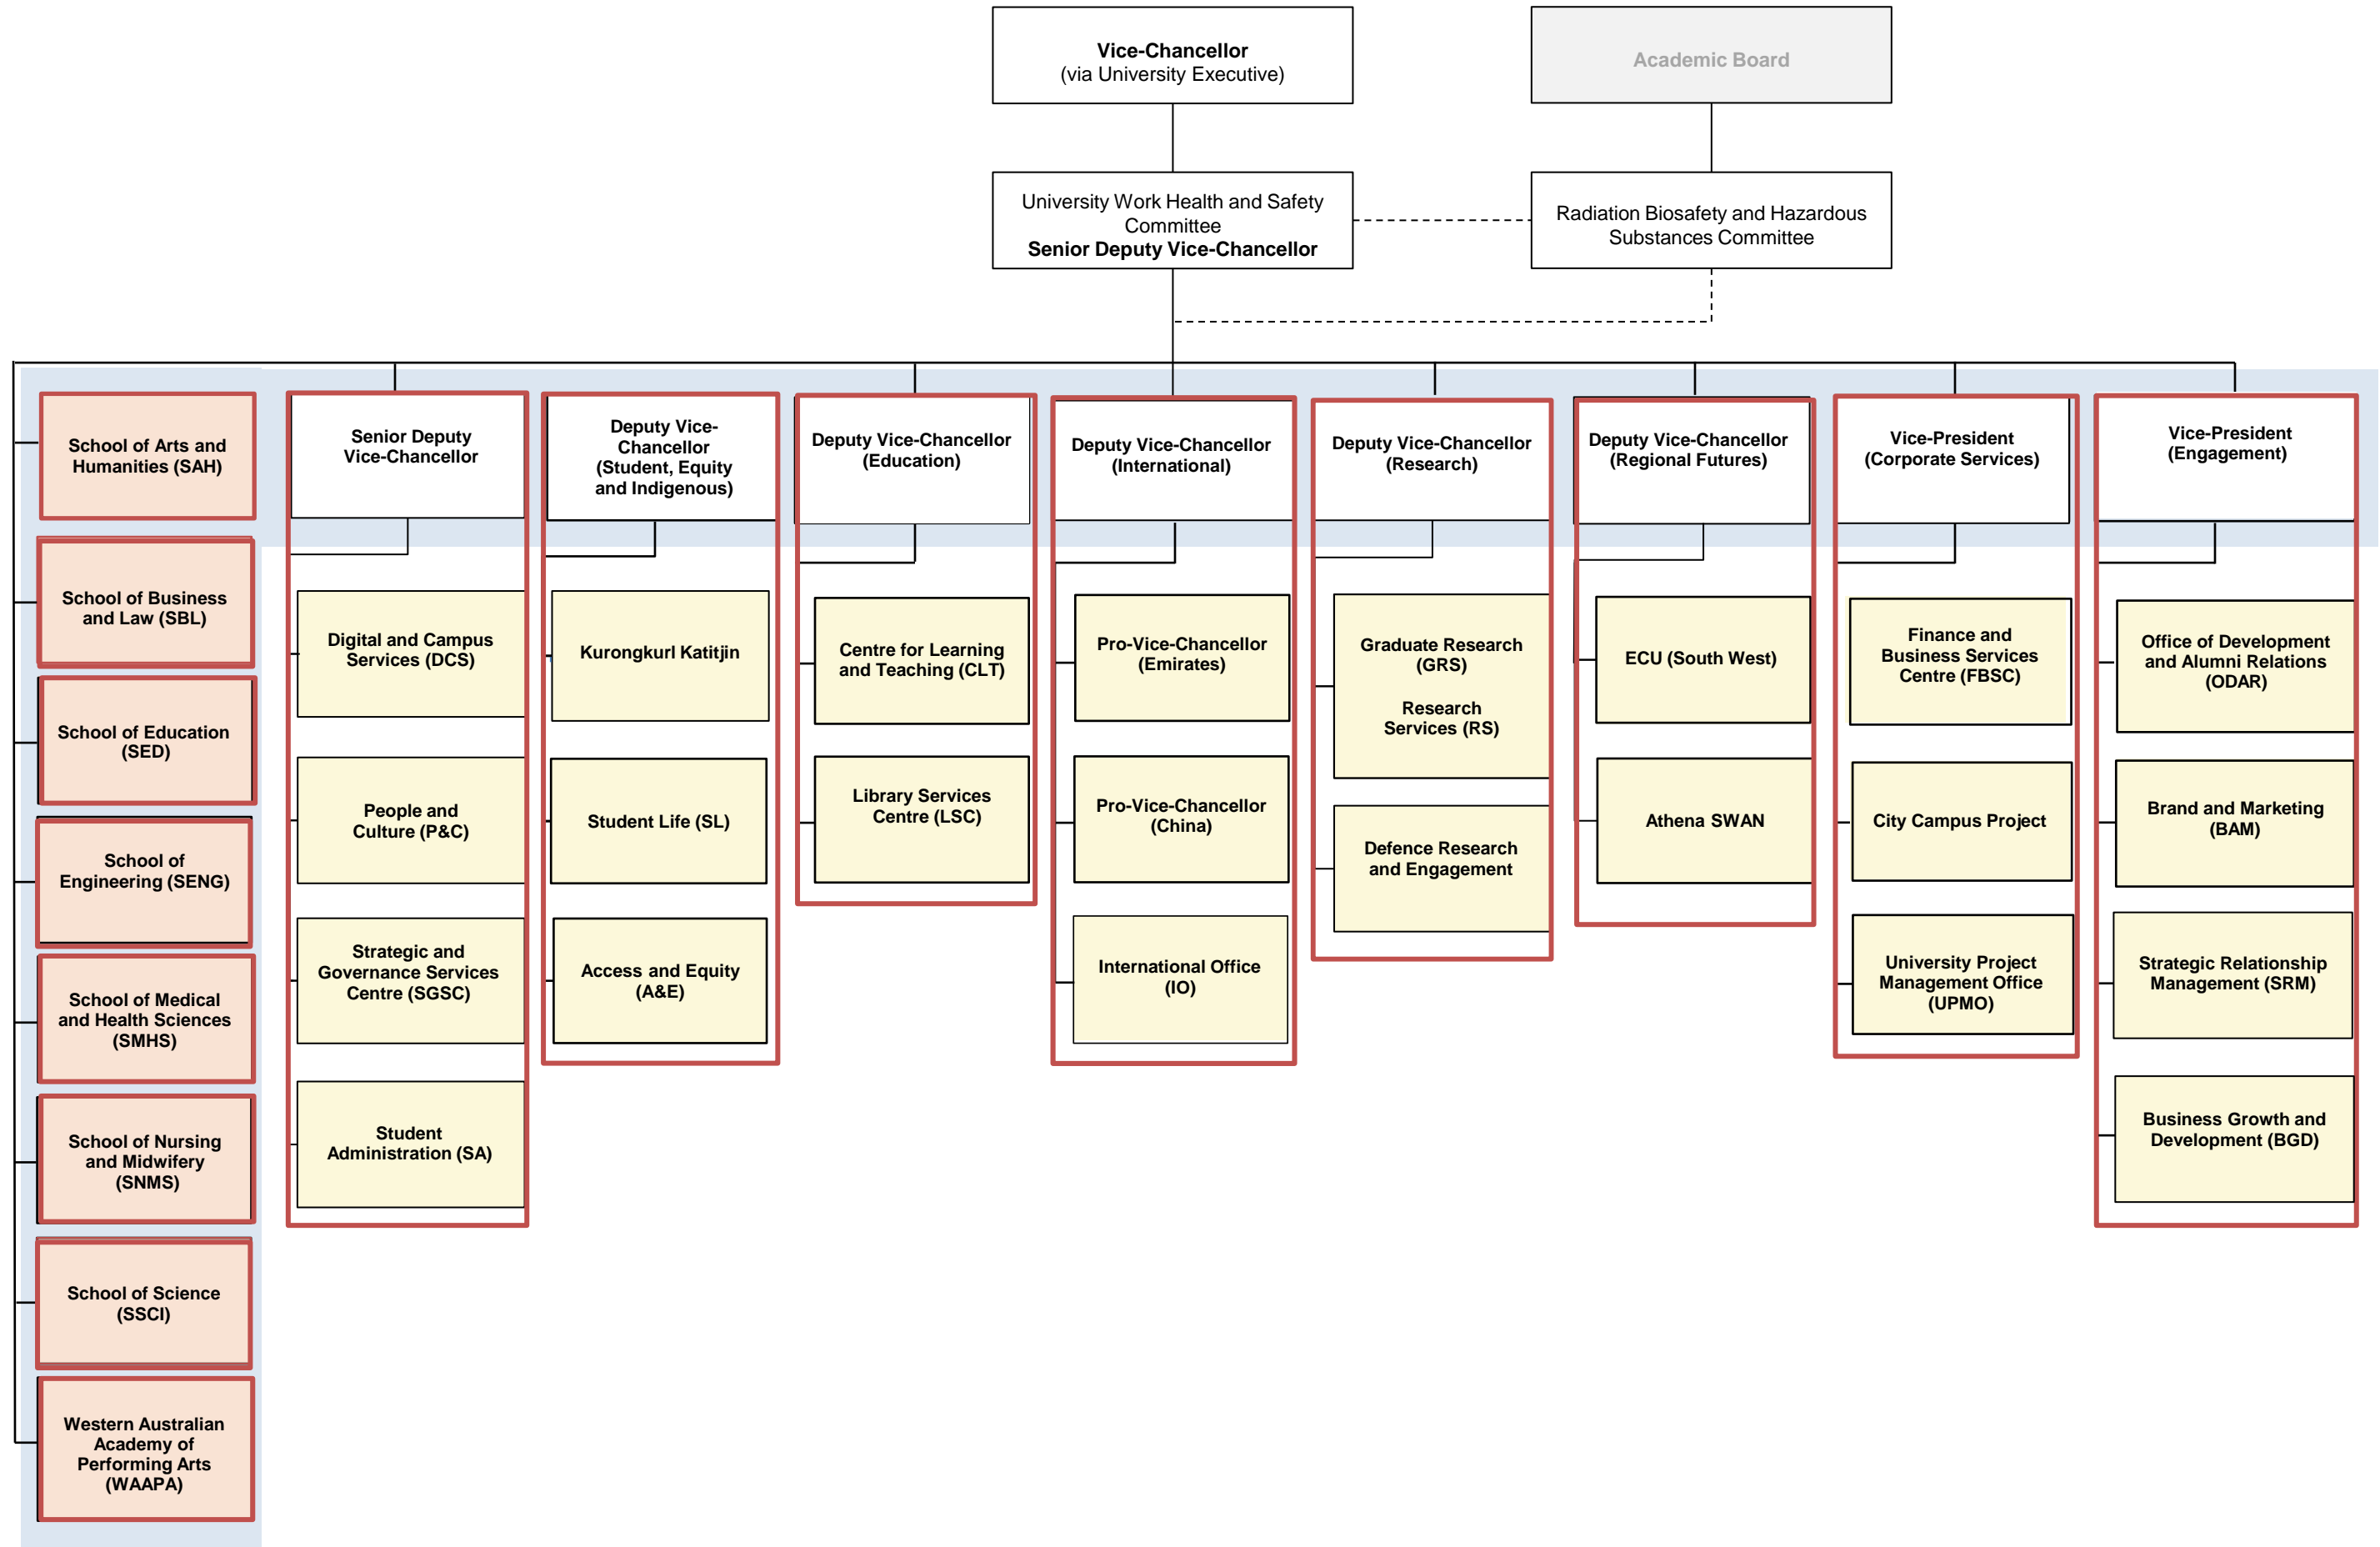 Vice-Chancellor
(via University Executive)
Academic Board
University Work Health and Safety
Committee
Senior Deputy Vice-Chancellor
Radiation Biosafety and Hazardous
Substances Committee
School of Arts and
Humanities (SAH)
School of Business
and Law (SBL)
School of Education
(SED)
School of
Engineering (SENG)
School of Medical
and Health Sciences
(SMHS)
School of Nursing
and Midwifery
(SNMS)
School of Science
(SSCI)
Western Australian
Academy of
Performing Arts
(WAAPA)
Senior Deputy
Vice-Chancellor
Digital and Campus
Services (DCS)
People and
Culture (P&C)
Strategic and
Governance Services
Centre (SGSC)
Student
Administration (SA)
Deputy Vice-
Chancellor
(Student, Equity
and Indigenous)
Kurongkurl Katitjin
Student Life (SL)
Access and Equity
(A&E)
Deputy Vice-Chancellor
(Education)
Centre for Learning
and Teaching (CLT)
Library Services
Centre (LSC)
Deputy Vice-Chancellor
(International)
Pro-Vice-Chancellor
(Emirates)
Pro-Vice-Chancellor
(China)
International Office
(IO)
Deputy Vice-Chancellor
(Research)
Graduate Research
(GRS)
Research
Services (RS)
Defence Research
and Engagement
Deputy Vice-Chancellor
(Regional Futures)
ECU (South West)
Athena SWAN
Vice-President
(Corporate Services)
Finance and
Business Services
Centre (FBSC)
City Campus Project
University Project
Management Office
(UPMO)
Vice-President
(Engagement)
Office of Development
and Alumni Relations
(ODAR)
Brand and Marketing
(BAM)
Strategic Relationship
Management (SRM)
Business Growth and
Development (BGD)